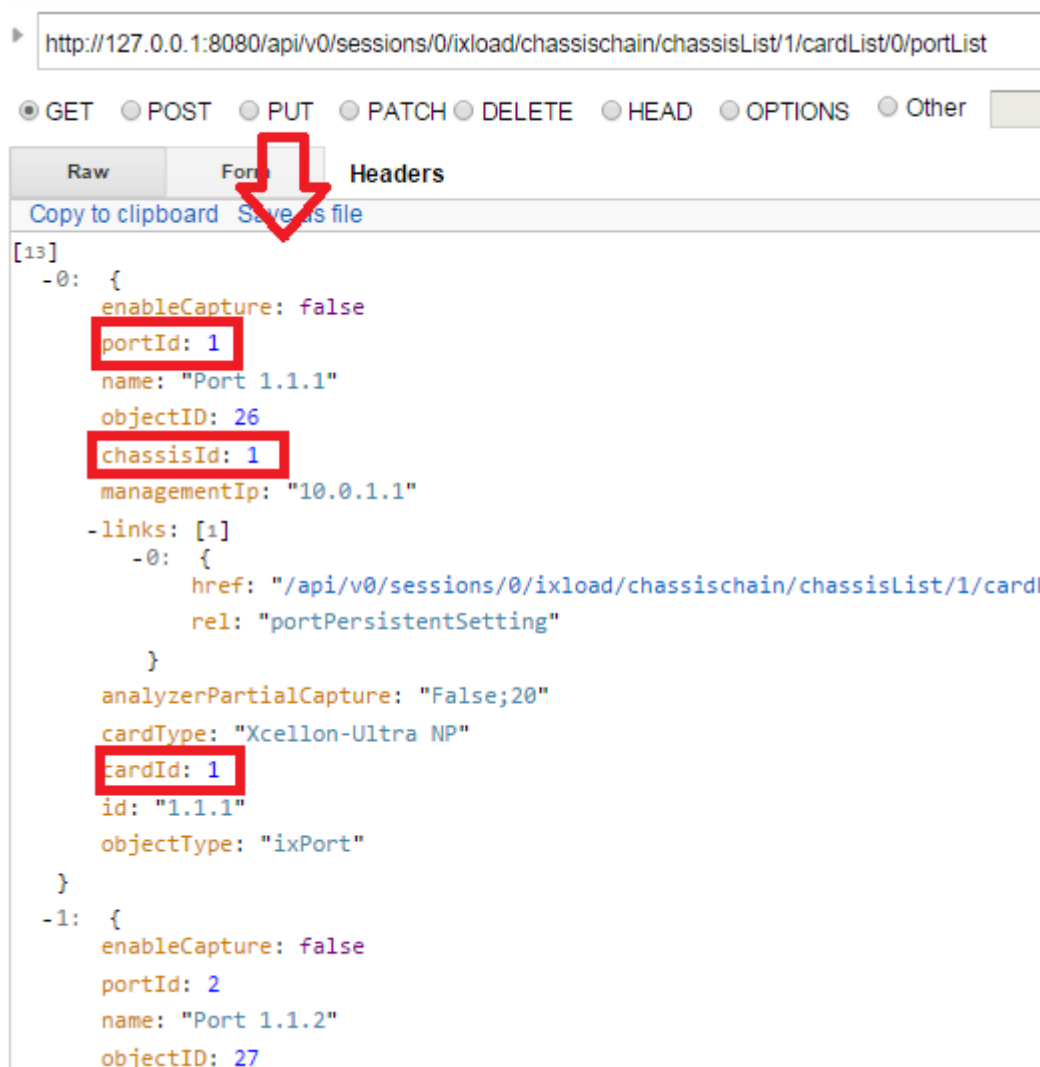 http://127.0.0.1:8080/api/v0/sessions/0/ixload/chassischain/chassisList/1/cardList/0/portList
GET POST PUT PATCH DELETE HEAD OPTIONS Other
Raw Form Headers
Copy to clipboard Save as file
[13]
-0: {
enableCapture: false
portId: 1
name: "Port 1.1.1"
objectID: 26
chassisId: 1
managementIp: "10.0.1.1"
-links: [1]
-0: {
href: "/api/v0/sessions/0/ixload/chassischain/chassisList/1/card
rel: "portPersistentSetting"
}
analyzerPartialCapture: "False;20"
cardType: "Xcellon-Ultra NP"
cardId: 1
id: "1.1.1"
objectType: "ixPort"
}
-1: {
enableCapture: false
portId: 2
name: "Port 1.1.2"
objectID: 27